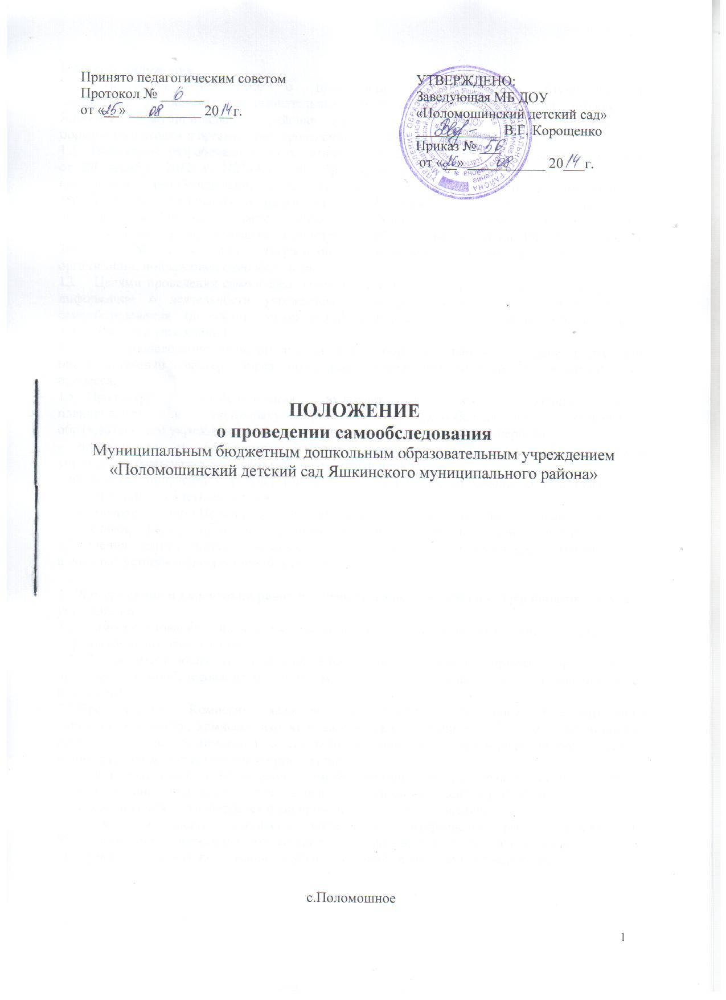 Принято педагогическим советом
Протокол № 6
от «25» 08 2014г.
УТВЕРЖДЕНО:
Заведующая МБ ДОУ
«Поломошинский детский сад»
В.Г. Корощенко
Приказ № 56
от «26» 08 2014 г.
ПОЛОЖЕНИЕ
о проведении самообследования
Муниципальным бюджетным дошкольным образовательным учреждением
«Поломошинский детский сад Яшкинского муниципального района»
с.Поломошное
1